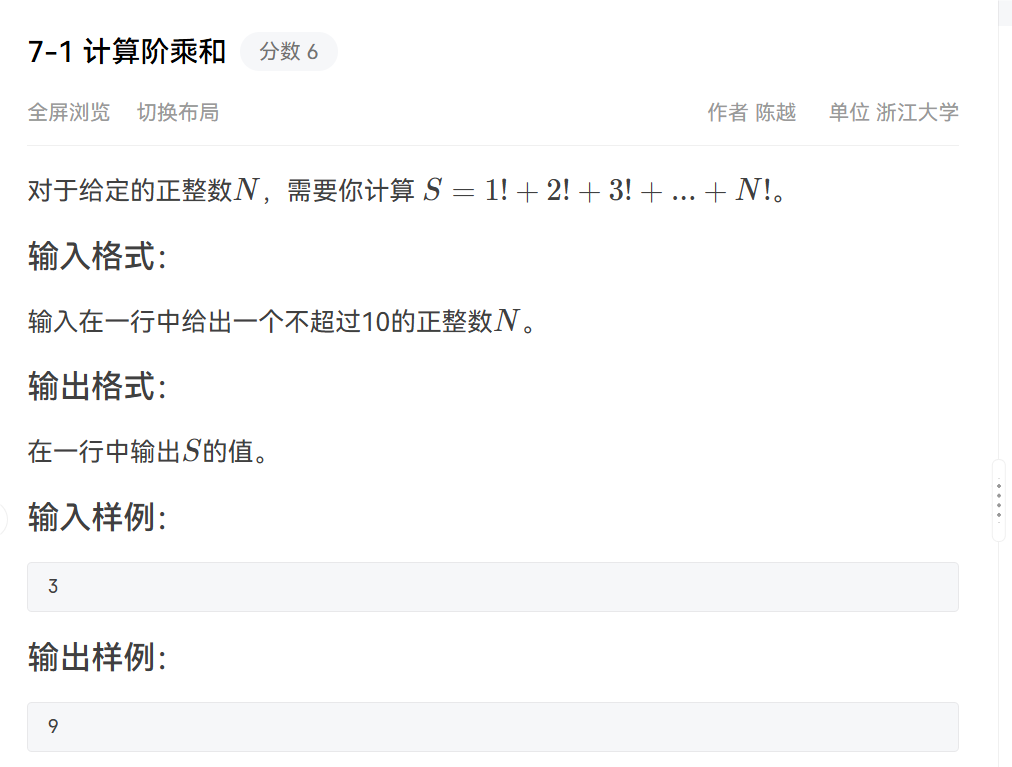 7-1 计算阶乘和 分数 6
全屏浏览 切换布局 作者 陈越 单位 浙江大学
对于给定的正整数N，需要你计算 S = 1! + 2! + 3! + ... + N!。
输入格式：
输入在一行中给出一个不超过10的正整数N。
输出格式：
在一行中输出S的值。
输入样例：
3
输出样例：
9